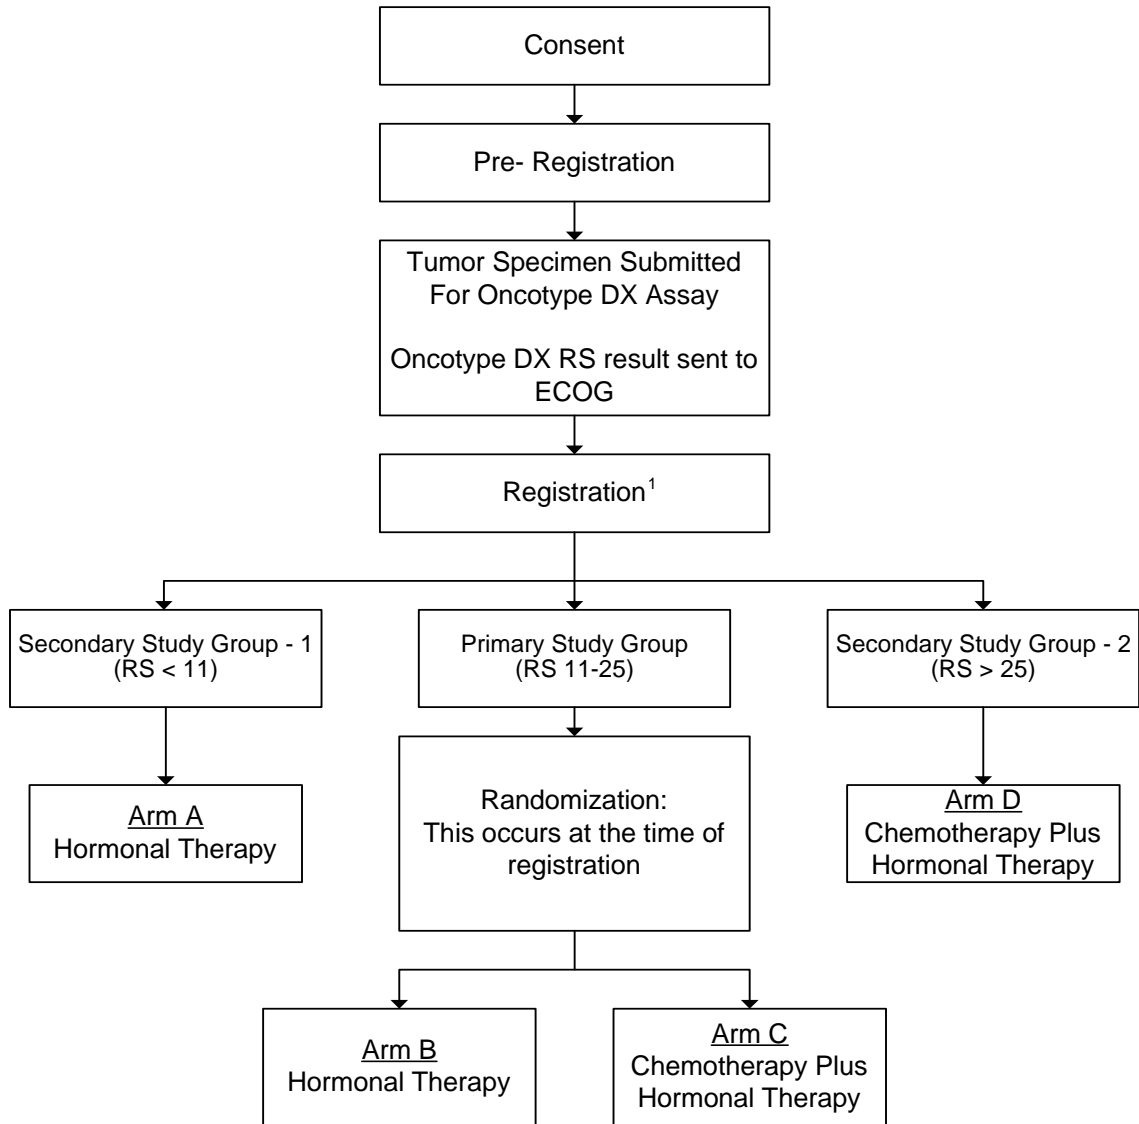 Consent
Pre- Registration
Tumor Specimen Submitted
For Oncotype DX Assay
Oncotype DX RS result sent to
ECOG
Registration¹
Secondary Study Group - 1
(RS < 11)
Primary Study Group
(RS 11-25)
Secondary Study Group - 2
(RS > 25)
Arm A
Hormonal Therapy
Randomization:
This occurs at the time of
registration
Arm D
Chemotherapy Plus
Hormonal Therapy
Arm B
Hormonal Therapy
Arm C
Chemotherapy Plus
Hormonal Therapy